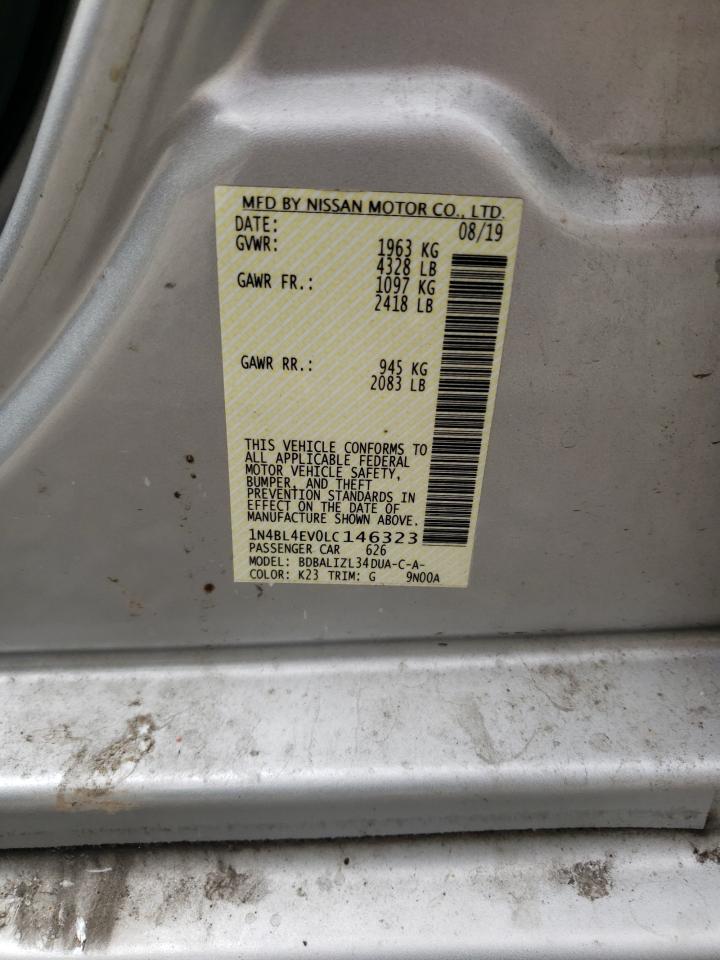 MFD BY NISSAN MOTOR CO., LTD.
DATE: 08/19
GVWR: 1963 KG
4328 LB
GAWR FR.: 1097 KG
2418 LB
GAWR RR.: 945 KG
2083 LB
THIS VEHICLE CONFORMS TO
ALL APPLICABLE FEDERAL
MOTOR VEHICLE SAFETY,
BUMPER, AND THEFT
PREVENTION STANDARDS IN
EFFECT ON THE DATE OF
MANUFACTURE SHOWN ABOVE.
1N4BL4EV0LC146323
PASSENGER CAR 626
MODEL: BDBALIZL34DUA-C-A-
COLOR: K23 TRIM: G 9N00A